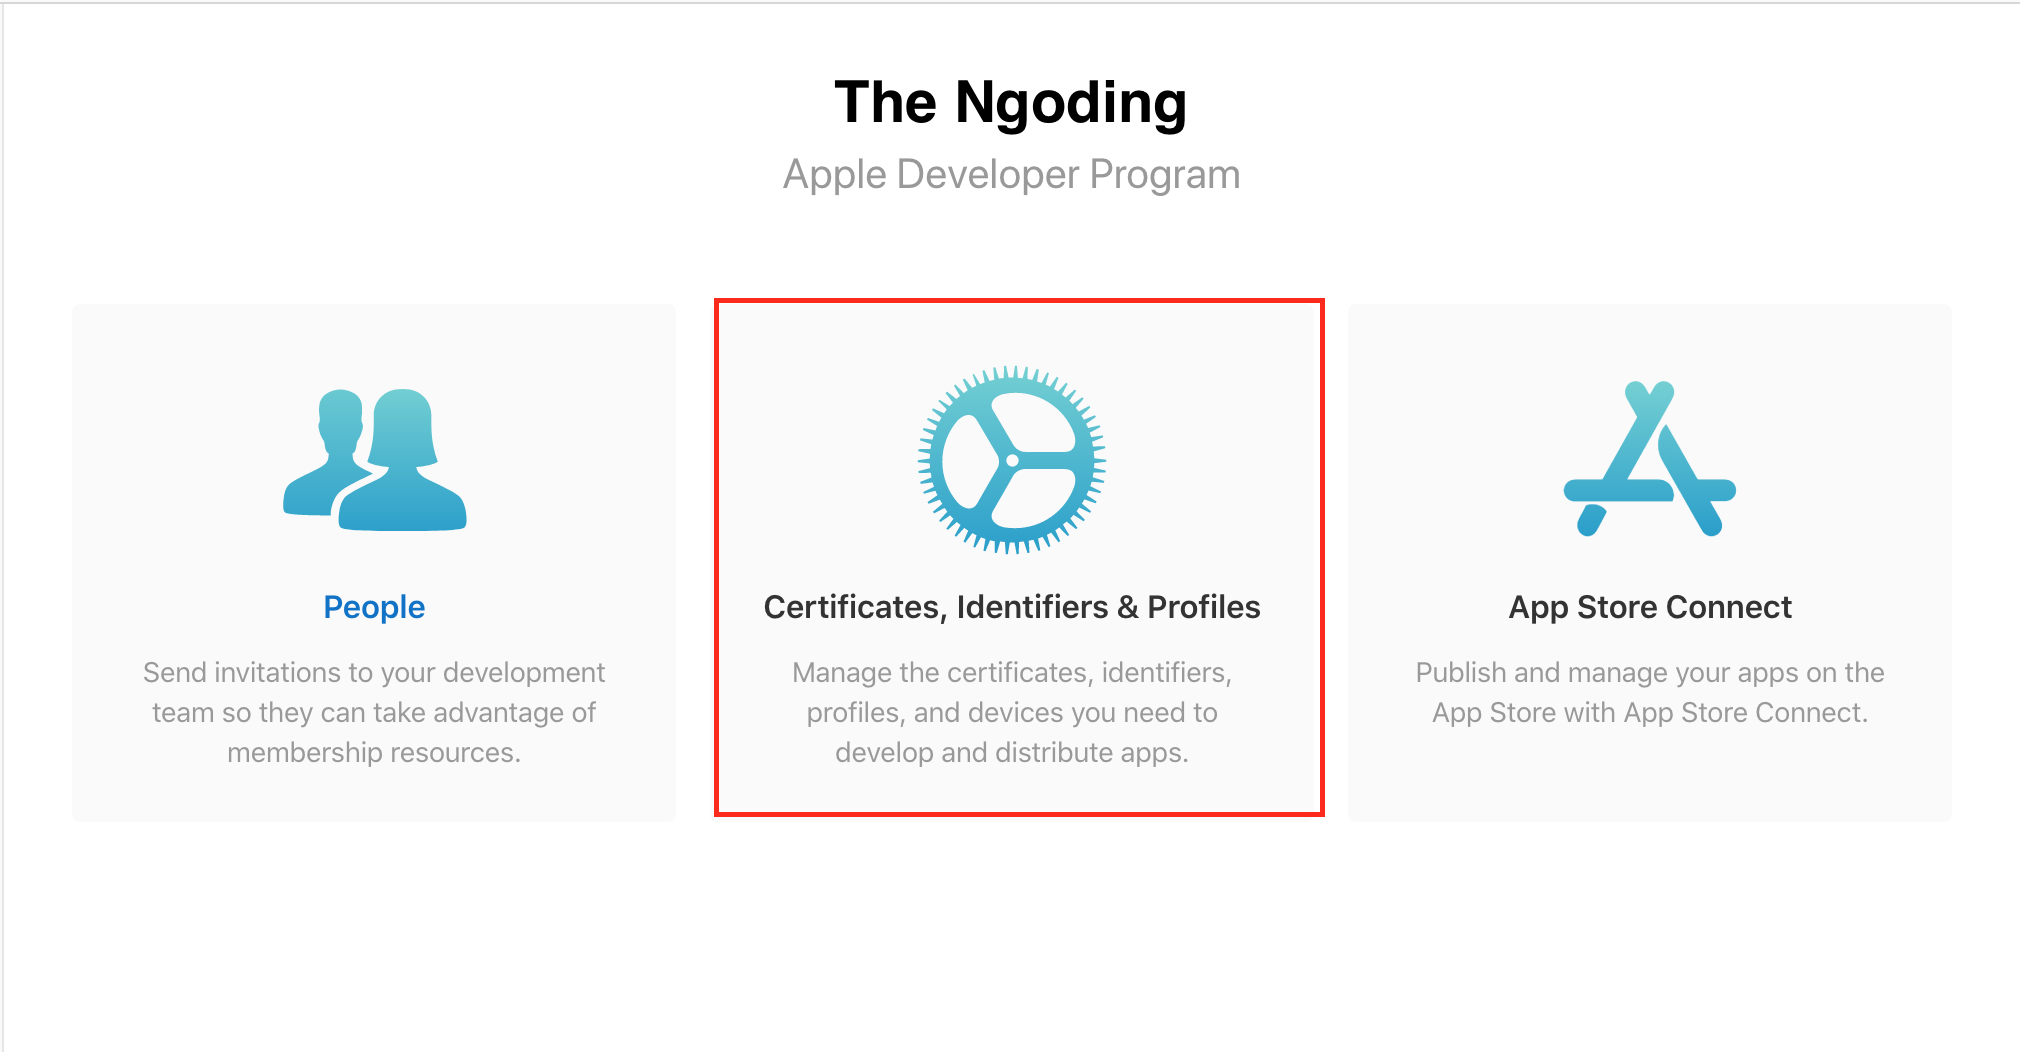 The Ngoding
Apple Developer Program
People
Send invitations to your development
team so they can take advantage of
membership resources.
Certificates, Identifiers & Profiles
Manage the certificates, identifiers,
profiles, and devices you need to
develop and distribute apps.
App Store Connect
Publish and manage your apps on the
App Store with App Store Connect.